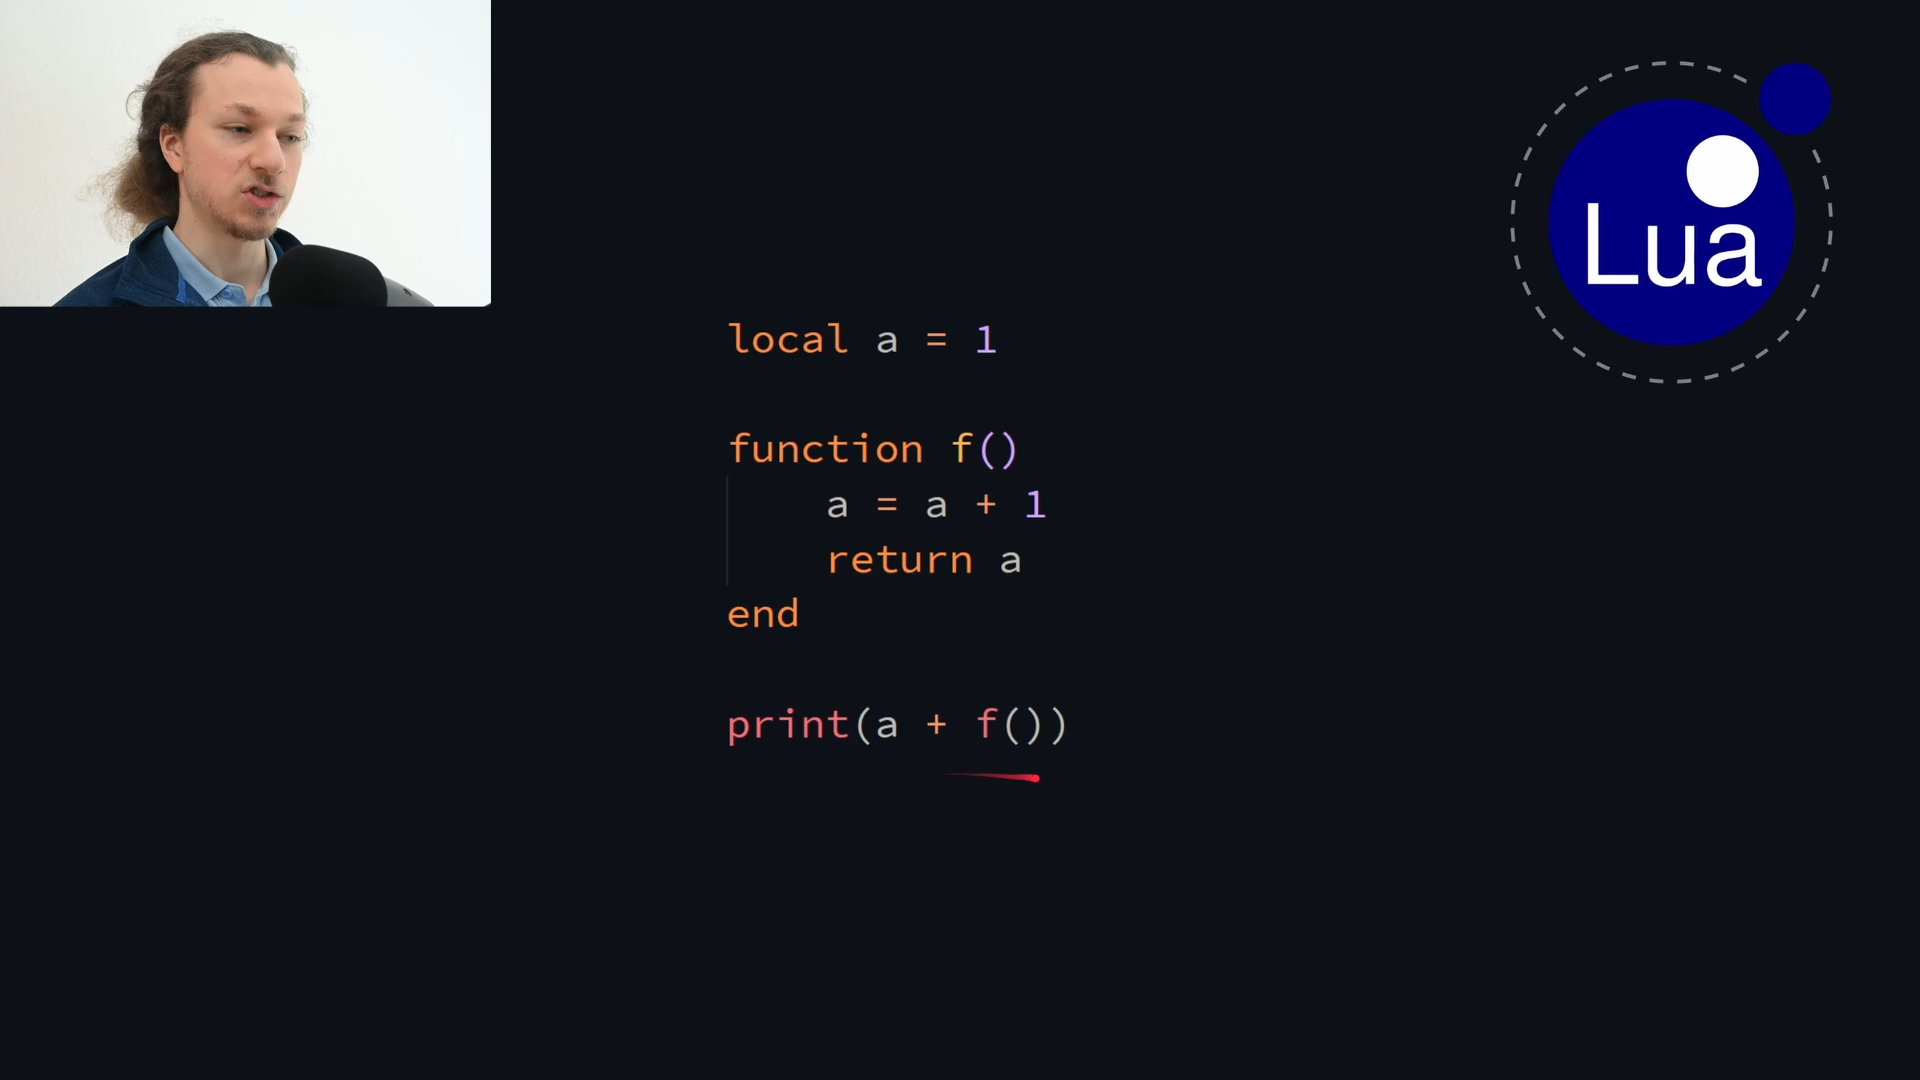 Lua
local a = 1
function f()
    a = a + 1
    return a
end
print(a + f())